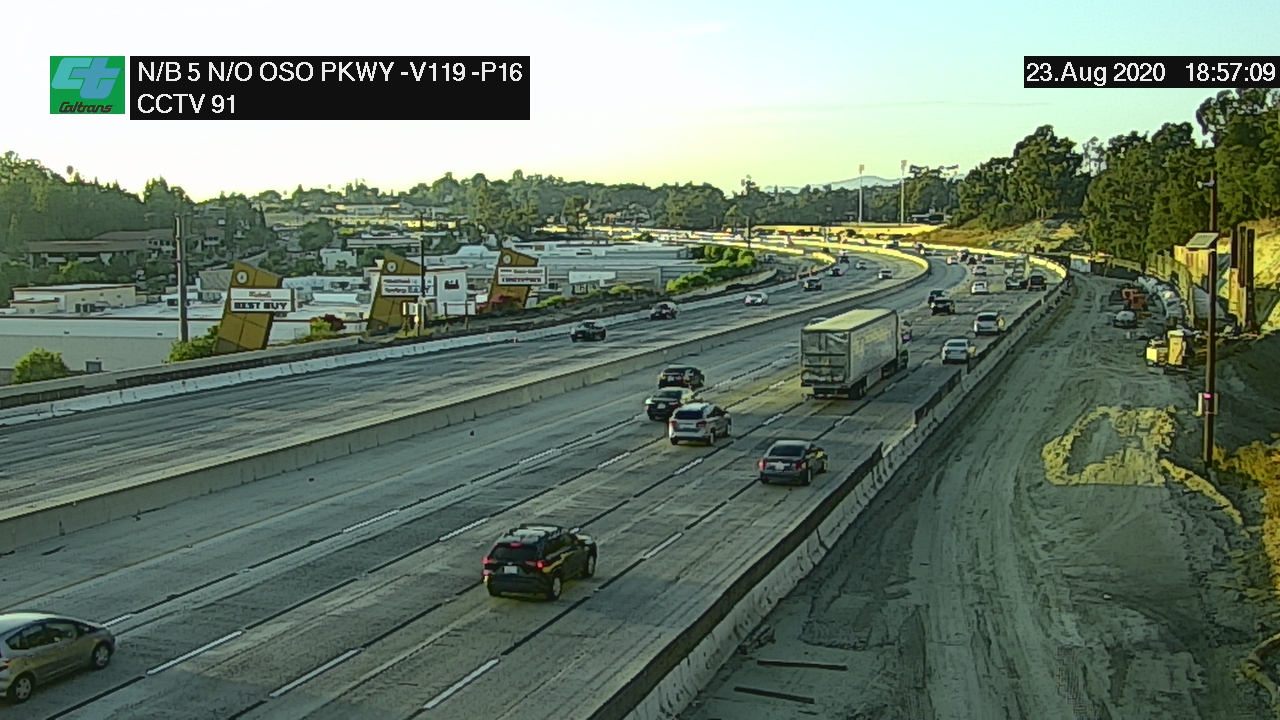 N/B 5 N/O OSO PKWY -V119 -P16
CCTV 91
Caltrans
23.Aug 2020 18:57:09
BEST BUY